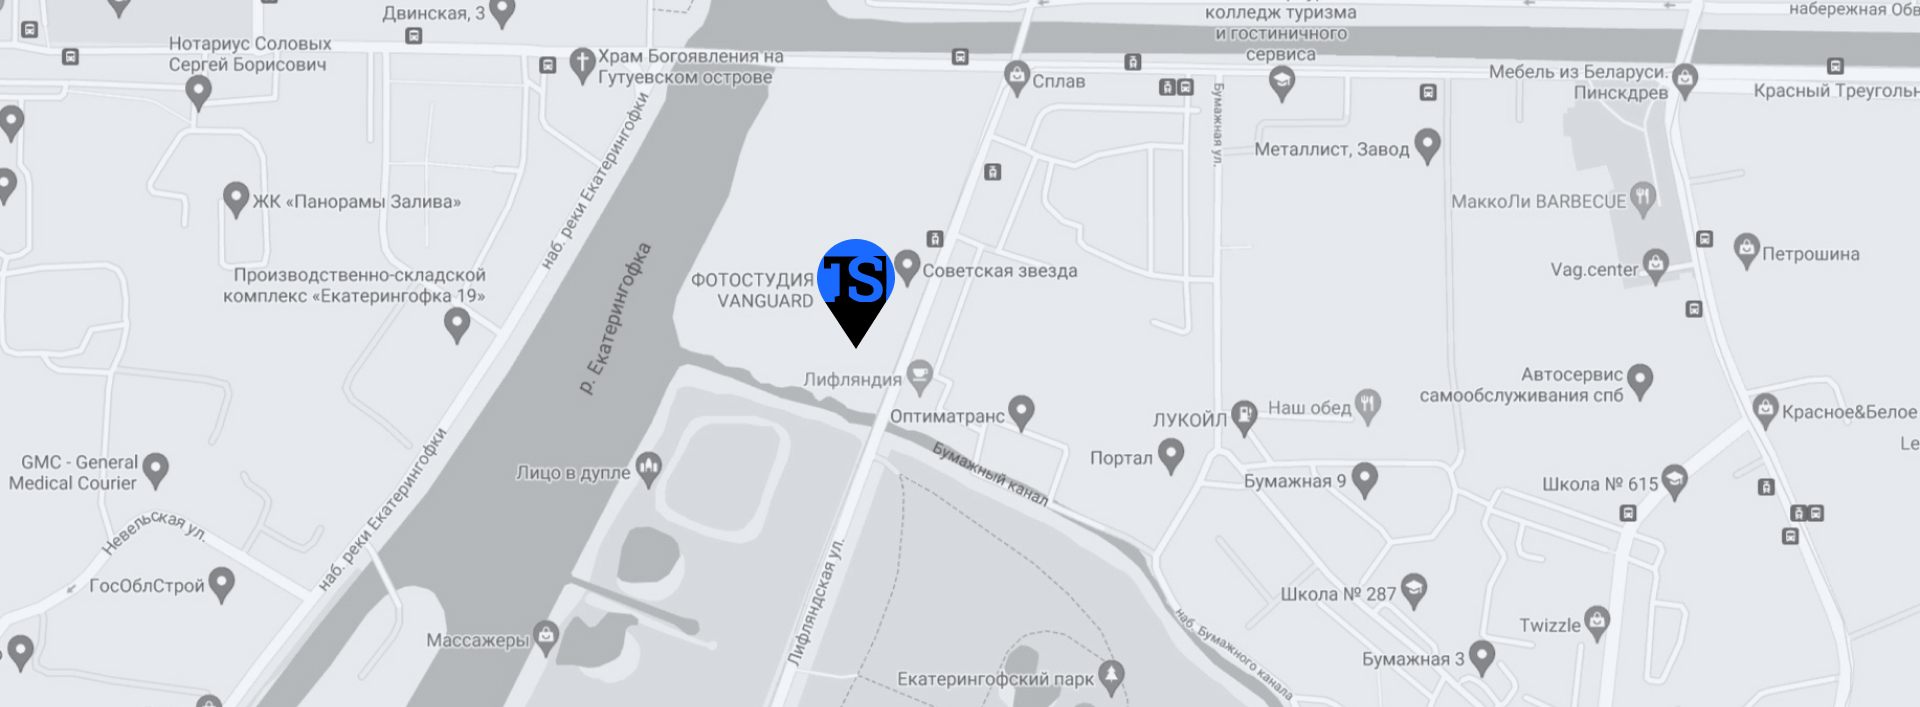 Двинская, 3
колледж туризма
и гостиничного
сервиса
набережная Обв
Нотариус Соловых
Сергей Борисович
Храм Богоявления на
Гутуевском острове
Сплав
Мебель из Беларуси.
Пинскдрев
Красный Треугольн
Бумажная ул.
Металлист, Завод
наб. реки Екатерингофки
ЖК «Панорамы Залива»
МаккоЛи BARBECUE
Петрошина
Производственно-складской
комплекс «Екатерингофка 19»
р. Екатерингофка
ФОТОСТУДИЯ
VANGUARD
TS
Советская звезда
Vag.center
Лифляндия
Автосервис
самообслуживания спб
Оптиматранс
ЛУКОЙЛ
Наш обед
Красное&Белое
Le
GMC - General
Medical Courier
Лицо в дупле
Бумажный канал
Портал
Бумажная 9
Школа № 615
Невельская ул.
наб. реки Екатерингофки
ГосОблСтрой
Лифляндская ул.
Школа № 287
Массажеры
наб. Бумажного канала
Twizzle
Екатерингофский парк
Бумажная 3